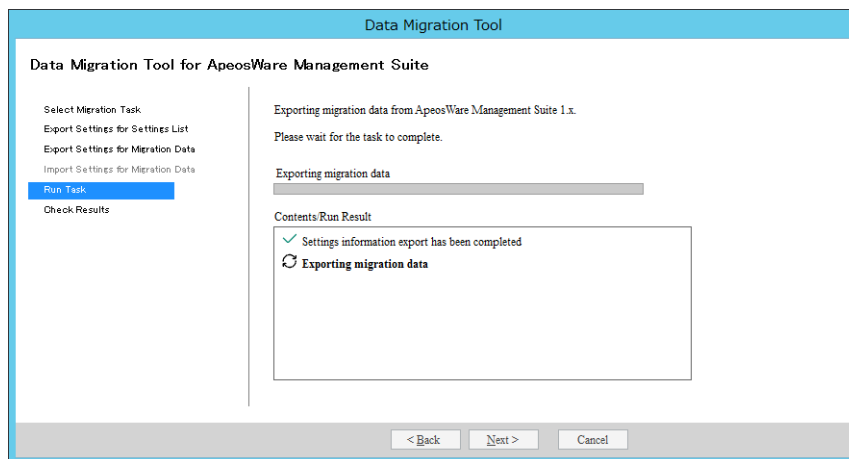 Data Migration Tool
Data Migration Tool for ApeosWare Management Suite
Select Migration Task
Export Settings for Settings List
Export Settings for Migration Data
Import Settings for Migration Data
Run Task
Check Results
Exporting migration data from ApeosWare Management Suite 1.x.
Please wait for the task to complete.
Exporting migration data
Contents/Run Result
Settings information export has been completed
Exporting migration data
< Back Next > Cancel